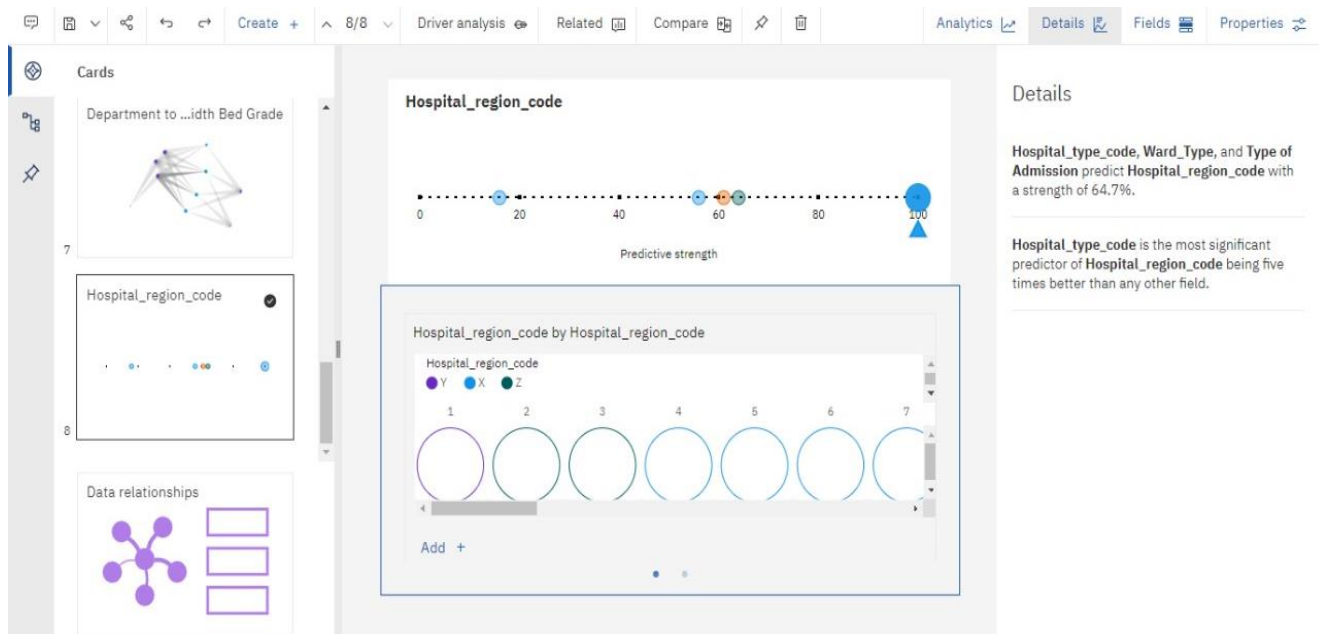 Create +
8/8
Driver analysis
Related
Compare
Analytics
Details
Fields
Properties
Cards
Department to ...idth Bed Grade
7
Hospital_region_code
8
Data relationships
Hospital_region_code
0 20 40 60 80 100
Predictive strength
Hospital_region_code by Hospital_region_code
Hospital_region_code
Y X Z
1 2 3 4 5 6 7
Add +
Details
Hospital_type_code, Ward_Type, and Type of
Admission predict Hospital_region_code with
a strength of 64.7%.
Hospital_type_code is the most significant
predictor of Hospital_region_code being five
times better than any other field.